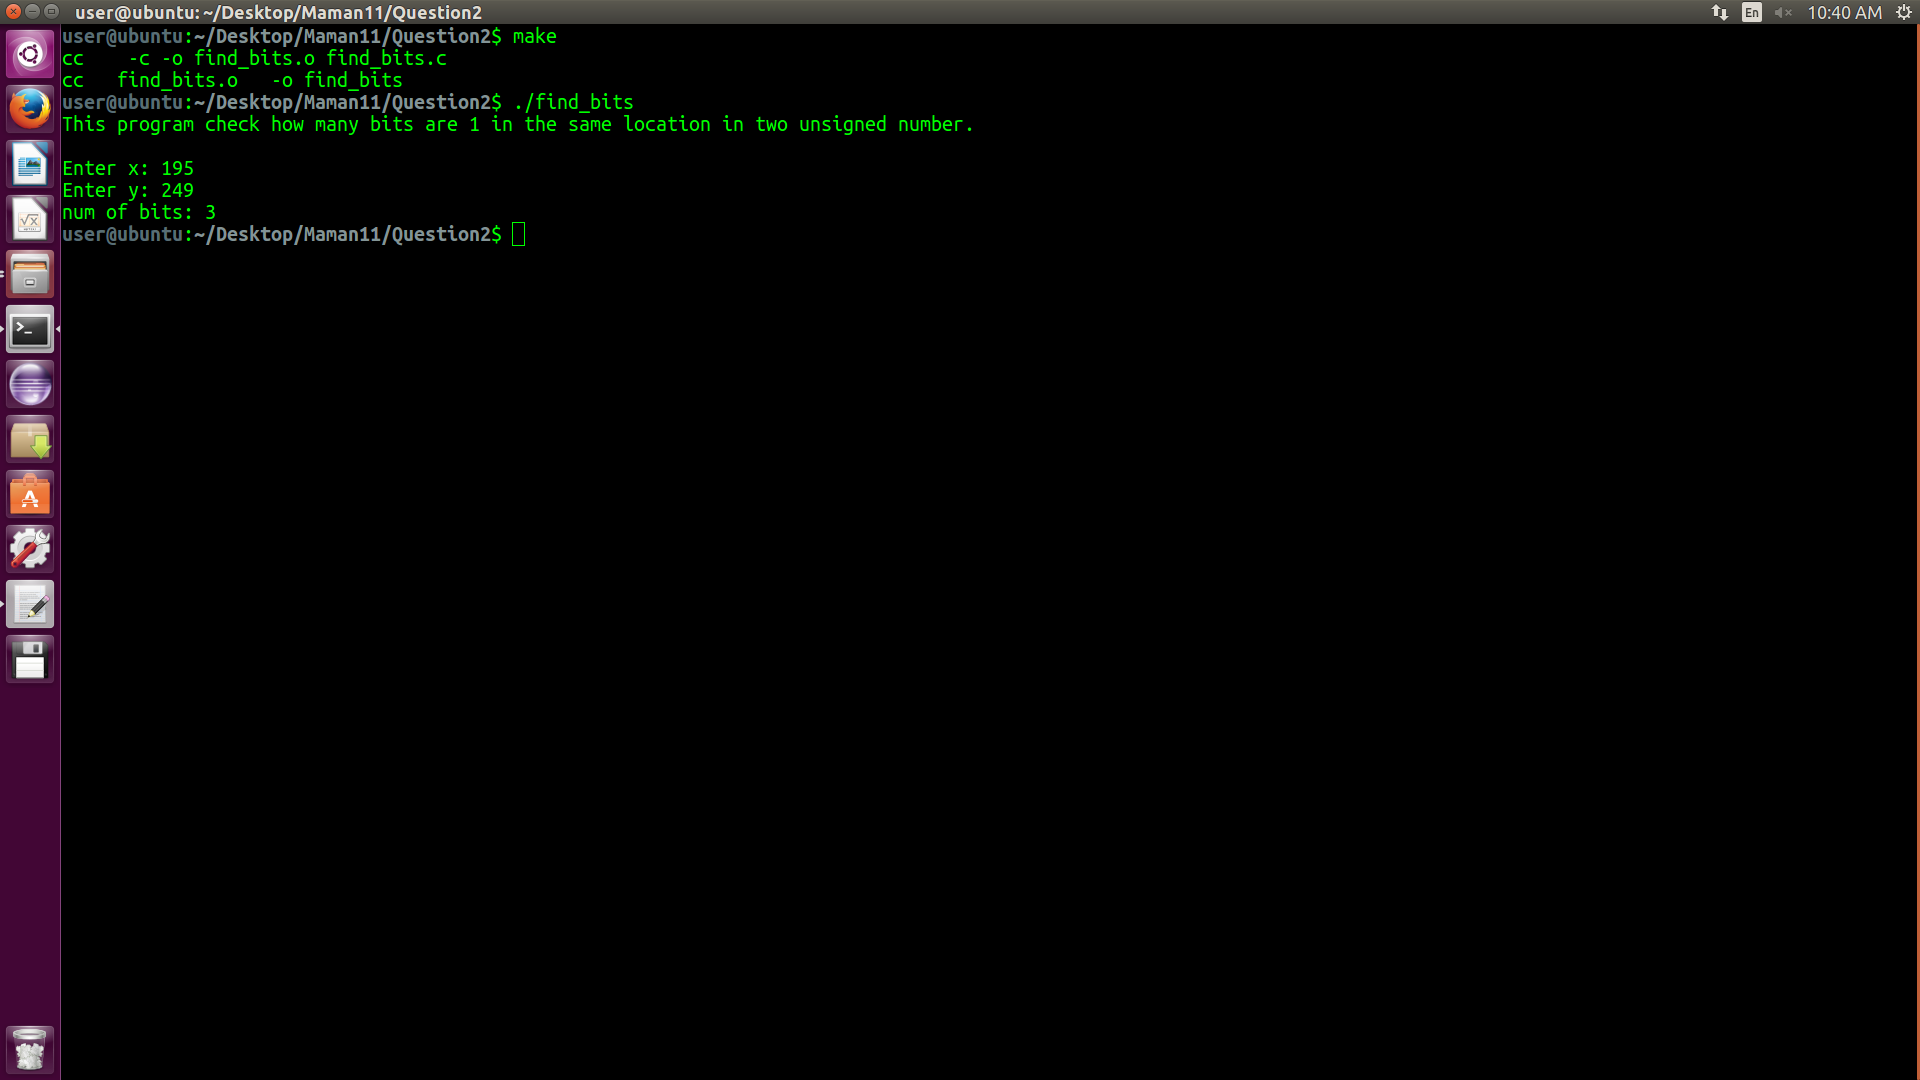 user@ubuntu: ~/Desktop/Maman11/Question2
En
10:40 AM
user@ubuntu:~/Desktop/Maman11/Question2$ make
cc    -c -o find_bits.o find_bits.c
cc   find_bits.o   -o find_bits
user@ubuntu:~/Desktop/Maman11/Question2$ ./find_bits
This program check how many bits are 1 in the same location in two unsigned number.
Enter x: 195
Enter y: 249
num of bits: 3
user@ubuntu:~/Desktop/Maman11/Question2$